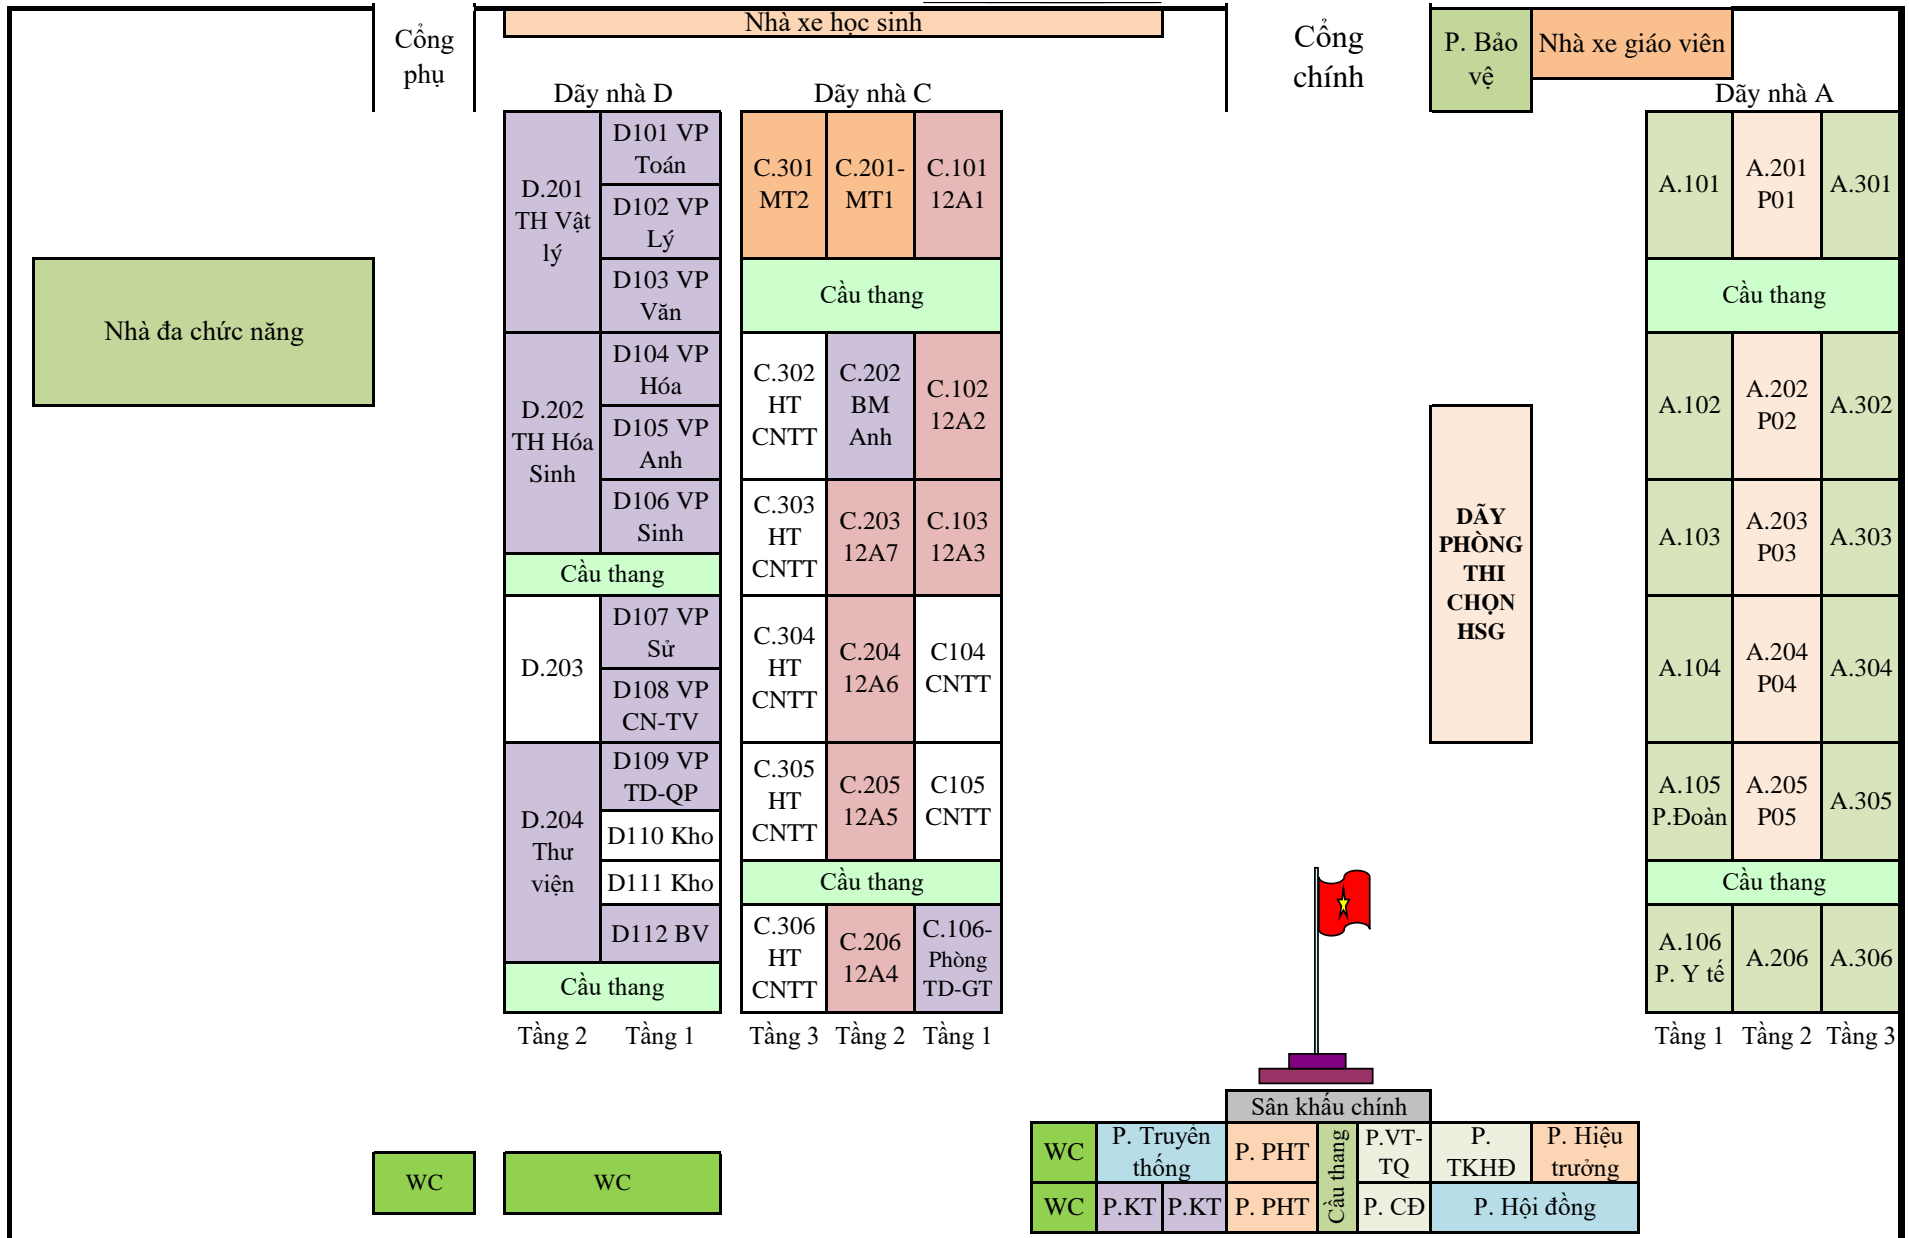 Nhà xe học sinh
Cổng
phụ
Cổng
chính
P. Bảo
vệ
Nhà xe giáo viên
Dãy nhà D
Dãy nhà C
Dãy nhà A
D.201
TH Vật
lý
D101 VP
Toán
D102 VP
Lý
D103 VP
Văn
C.301
MT2
C.201-
MT1
C.101
12A1
A.101
A.201
P01
A.301
Cầu thang
Cầu thang
Nhà đa chức năng
D.202
TH Hóa
Sinh
D104 VP
Hóa
D105 VP
Anh
D106 VP
Sinh
C.302
HT
CNTT
C.202
BM
Anh
C.102
12A2
A.102
A.202
P02
A.302
C.303
HT
CNTT
C.203
12A7
C.103
12A3
DÃY
PHÒNG
THI
CHỌN
HSG
A.103
A.203
P03
A.303
Cầu thang
D.203
D107 VP
Sử
D108 VP
CN-TV
C.304
HT
CNTT
C.204
12A6
C104
CNTT
A.104
A.204
P04
A.304
D.204
Thư
viện
D109 VP
TD-QP
D110 Kho
D111 Kho
D112 BV
C.305
HT
CNTT
C.205
12A5
C105
CNTT
A.105
P.Đoàn
A.205
P05
A.305
Cầu thang
Cầu thang
C.306
HT
CNTT
C.206
12A4
C.106-
Phòng
TD-GT
A.106
P. Y tế
A.206
A.306
Cầu thang
Tầng 2
Tầng 1
Tầng 3
Tầng 2
Tầng 1
Tầng 1
Tầng 2
Tầng 3
Sân khấu chính
WC
P. Truyền
thống
P. PHT
Cầu thang
P.VT-
TQ
P.
TKHĐ
P. Hiệu
trưởng
WC
WC
WC
P.KT
P.KT
P. PHT
P. CĐ
P. Hội đồng